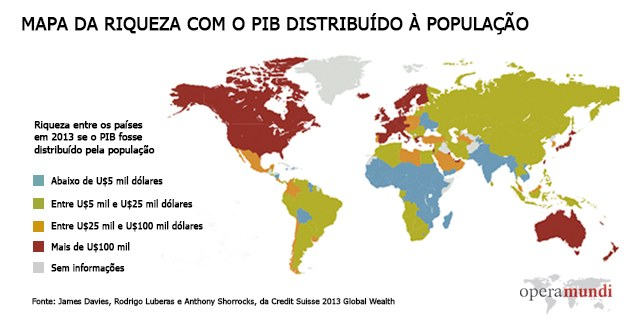 MAPA DA RIQUEZA COM O PIB DISTRIBUÍDO À POPULAÇÃO
Riqueza entre os países
em 2013 se o PIB fosse
distribuído pela população
Abaixo de U$5 mil dólares
Entre U$5 mil e U$25 mil dólares
Entre U$25 mil e U$100 mil dólares
Mais de U$100 mil
Sem informações
Fonte: James Davies, Rodrigo Luberas e Anthony Shorrocks, da Credit Suisse 2013 Global Wealth
operamundi